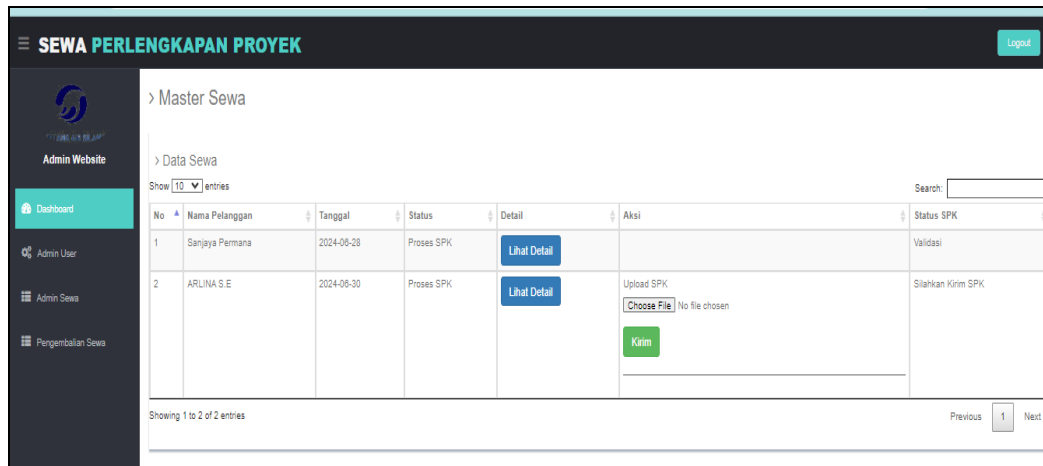 SEWA PERLENGKAPAN PROYEK
Logout
Admin Website
Dashboard
Admin User
Admin Sewa
Pengembalian Sewa
> Master Sewa
> Data Sewa
Show 10 entries
Search:
No Nama Pelanggan Tanggal Status Detail Aksi Status SPK
1 Sanjaya Permana 2024-06-28 Proses SPK Lihat Detail Validasi
2 ARLINA S.E 2024-06-30 Proses SPK Lihat Detail Upload SPK Silahkan Kirim SPK
Choose File No file chosen
Kirim
Showing 1 to 2 of 2 entries
Previous 1 Next